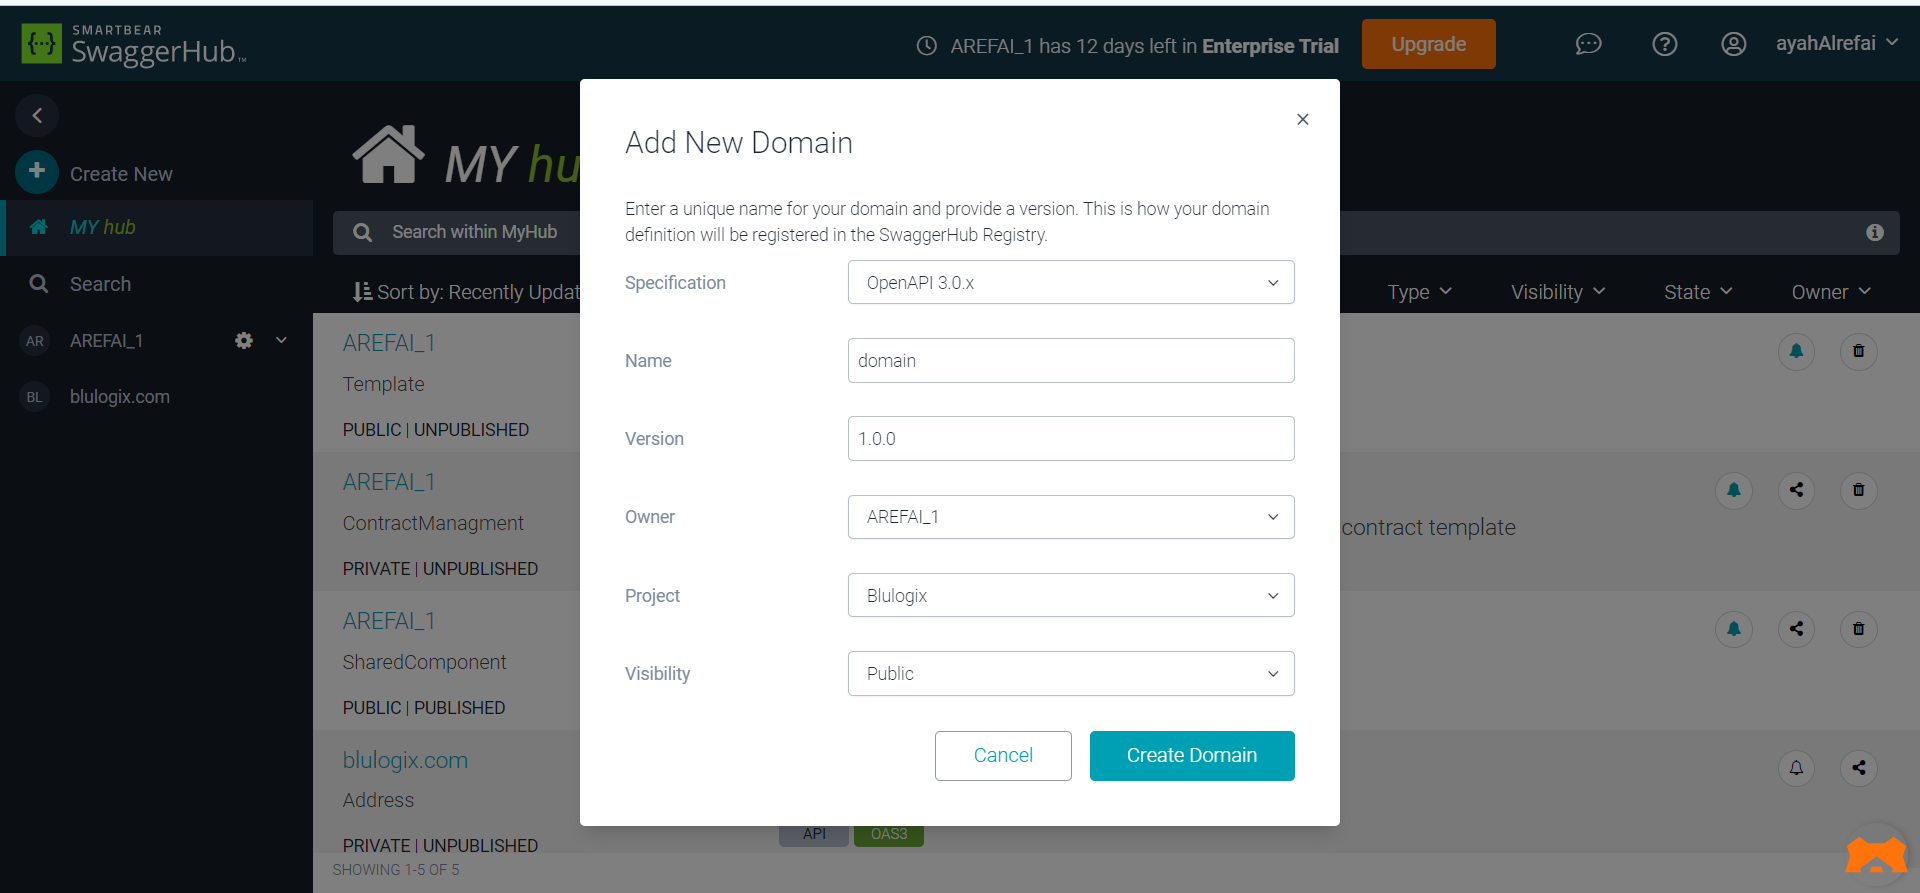 SMARTBEAR
SwaggerHub™
AREFAI_1 has 12 days left in Enterprise Trial
Upgrade
ayahAlrefai
Create New
MY hub
Search
AR AREFAI_1
BL blulogix.com
MY hu
Search within MyHub
Sort by: Recently Updat
Type
Visibility
State
Owner
AREFAI_1
Template
PUBLIC | UNPUBLISHED
AREFAI_1
ContractManagment
contract template
PRIVATE | UNPUBLISHED
AREFAI_1
SharedComponent
PUBLIC | PUBLISHED
blulogix.com
Address
PRIVATE | UNPUBLISHED
API
OAS3
SHOWING 1-5 OF 5
Add New Domain
Enter a unique name for your domain and provide a version. This is how your domain
definition will be registered in the SwaggerHub Registry.
Specification
OpenAPI 3.0.x
Name
domain
Version
1.0.0
Owner
AREFAI_1
Project
Blulogix
Visibility
Public
Cancel
Create Domain